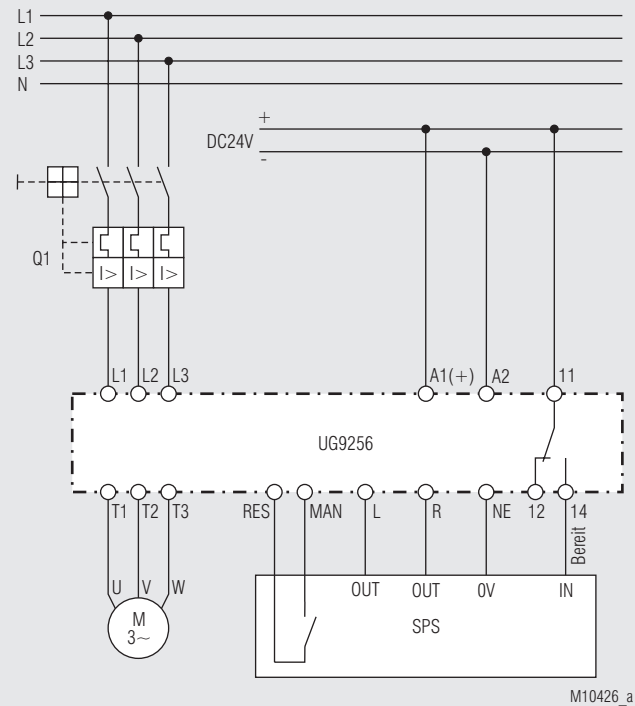 L1
L2
L3
N
+
DC24V
-
Q1
I> I> I>
L1 L2 L3 A1(+) A2 11
UG9256
T1 T2 T3 RES MAN L R NE 12 14
Bereit
U V W
M
3~
OUT OUT 0V IN
SPS
M10426_a